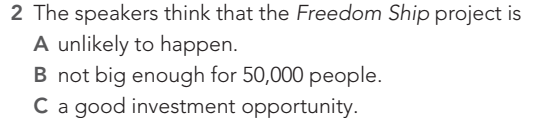 2 The speakers think that the Freedom Ship project is
A unlikely to happen.
B not big enough for 50,000 people.
C a good investment opportunity.